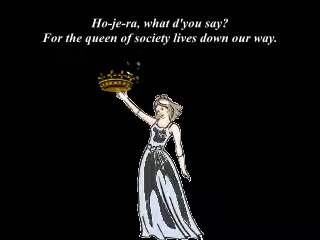 Ho-je-ra, what d'you say?
For the queen of society lives down our way.